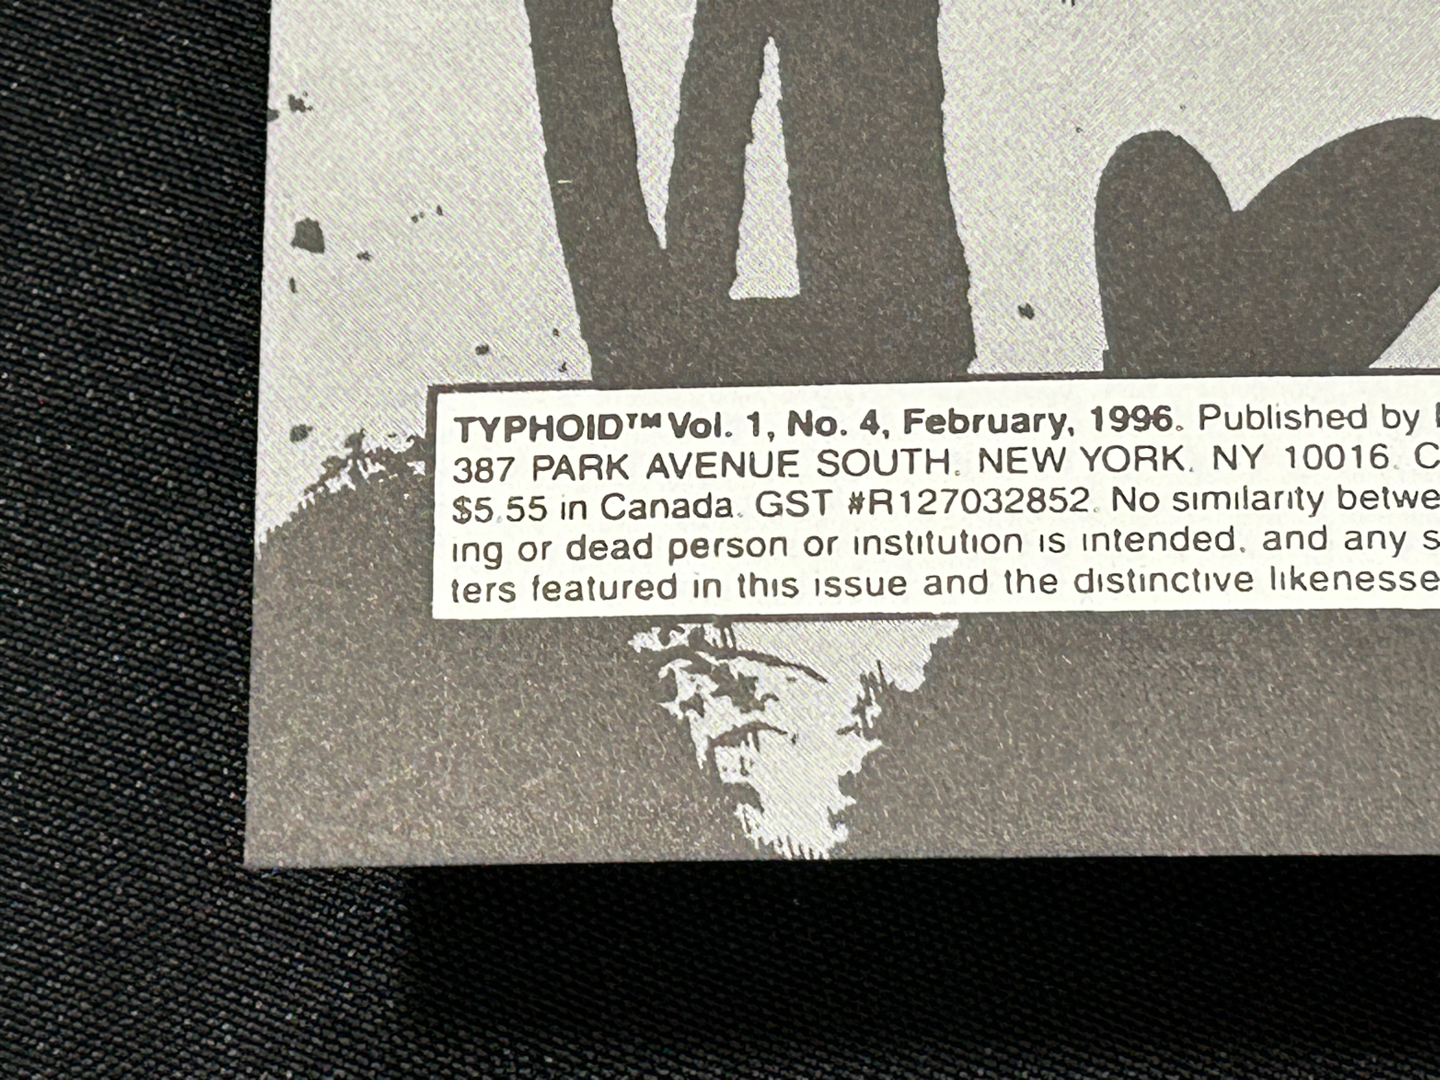 TYPHOID™ Vol. 1, No. 4, February, 1996. Published by
387 PARK AVENUE SOUTH, NEW YORK, NY 10016. C
$5.55 in Canada. GST #R127032852. No similarity betwe
ing or dead person or institution is intended, and any s
ters featured in this issue and the distinctive likenesse